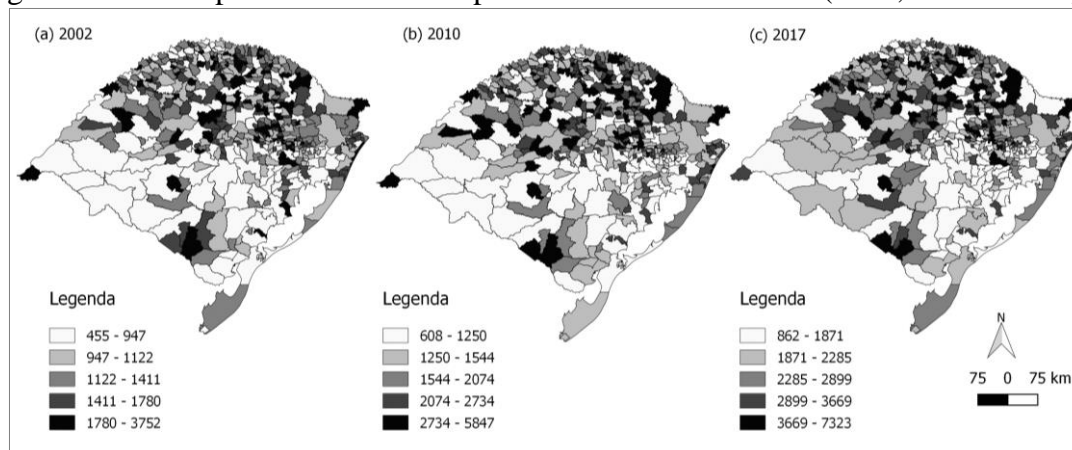 (a) 2002
(b) 2010
(c) 2017
Legenda
455 - 947
947 - 1122
1122 - 1411
1411 - 1780
1780 - 3752
Legenda
608 - 1250
1250 - 1544
1544 - 2074
2074 - 2734
2734 - 5847
Legenda
862 - 1871
1871 - 2285
2285 - 2899
2899 - 3669
3669 - 7323
N
75 0 75 km